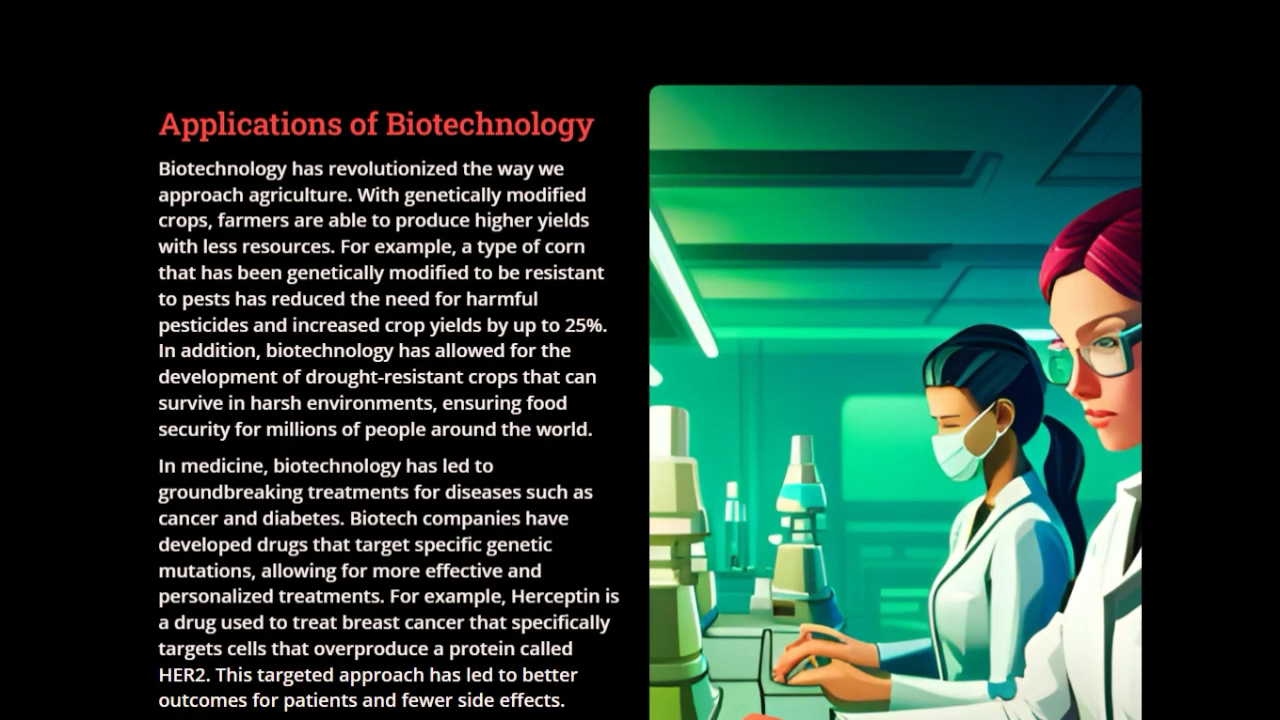 Applications of Biotechnology
Biotechnology has revolutionized the way we
approach agriculture. With genetically modified
crops, farmers are able to produce higher yields
with less resources. For example, a type of corn
that has been genetically modified to be resistant
to pests has reduced the need for harmful
pesticides and increased crop yields by up to 25%.
In addition, biotechnology has allowed for the
development of drought-resistant crops that can
survive in harsh environments, ensuring food
security for millions of people around the world.
In medicine, biotechnology has led to
groundbreaking treatments for diseases such as
cancer and diabetes. Biotech companies have
developed drugs that target specific genetic
mutations, allowing for more effective and
personalized treatments. For example, Herceptin is
a drug used to treat breast cancer that specifically
targets cells that overproduce a protein called
HER2. This targeted approach has led to better
outcomes for patients and fewer side effects.